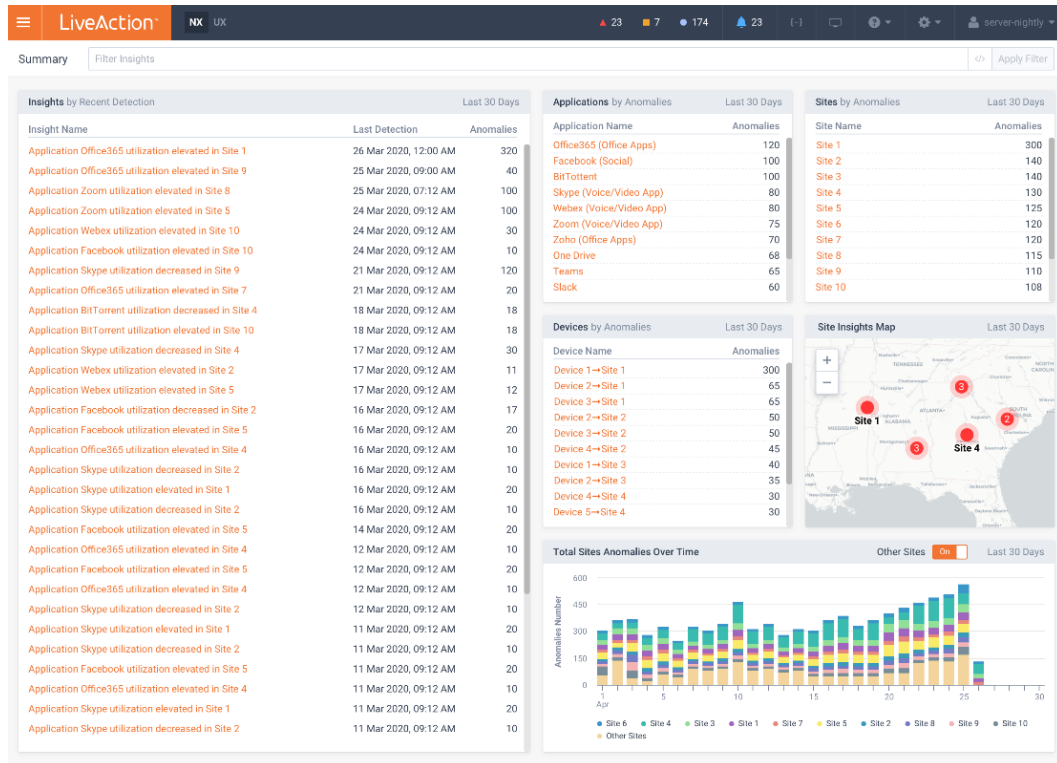 LiveAction
NX UX
23 7 174 23 server-nightly
Summary Filter Insights </> Apply Filter
Insights by Recent Detection Last 30 Days
Insight Name Last Detection Anomalies
Application Office365 utilization elevated in Site 1 26 Mar 2020, 12:00 AM 320
Application Office365 utilization elevated in Site 9 25 Mar 2020, 09:00 AM 40
Application Zoom utilization elevated in Site 8 25 Mar 2020, 07:12 AM 100
Application Zoom utilization elevated in Site 5 24 Mar 2020, 09:12 AM 100
Application Webex utilization elevated in Site 10 24 Mar 2020, 09:12 AM 30
Application Facebook utilization elevated in Site 10 24 Mar 2020, 09:12 AM 10
Application Skype utilization decreased in Site 9 21 Mar 2020, 09:12 AM 120
Application Office365 utilization elevated in Site 7 21 Mar 2020, 09:12 AM 20
Application BitTorrent utilization decreased in Site 4 18 Mar 2020, 09:12 AM 18
Application BitTorrent utilization elevated in Site 10 18 Mar 2020, 09:12 AM 18
Application Skype utilization decreased in Site 4 17 Mar 2020, 09:12 AM 30
Application Webex utilization elevated in Site 2 17 Mar 2020, 09:12 AM 11
Application Webex utilization elevated in Site 5 17 Mar 2020, 09:12 AM 12
Application Facebook utilization decreased in Site 2 16 Mar 2020, 09:12 AM 17
Application Facebook utilization elevated in Site 5 16 Mar 2020, 09:12 AM 20
Application Office365 utilization elevated in Site 4 16 Mar 2020, 09:12 AM 10
Application Skype utilization decreased in Site 2 16 Mar 2020, 09:12 AM 10
Application Skype utilization elevated in Site 1 16 Mar 2020, 09:12 AM 20
Application Skype utilization decreased in Site 2 16 Mar 2020, 09:12 AM 10
Application Facebook utilization elevated in Site 5 14 Mar 2020, 09:12 AM 20
Application Office365 utilization elevated in Site 4 12 Mar 2020, 09:12 AM 10
Application Facebook utilization elevated in Site 5 12 Mar 2020, 09:12 AM 20
Application Office365 utilization elevated in Site 4 12 Mar 2020, 09:12 AM 10
Application Skype utilization decreased in Site 2 12 Mar 2020, 09:12 AM 10
Application Skype utilization elevated in Site 1 11 Mar 2020, 09:12 AM 20
Application Skype utilization decreased in Site 2 11 Mar 2020, 09:12 AM 10
Application Facebook utilization elevated in Site 5 11 Mar 2020, 09:12 AM 20
Application Office365 utilization elevated in Site 4 11 Mar 2020, 09:12 AM 10
Application Skype utilization elevated in Site 1 11 Mar 2020, 09:12 AM 20
Application Skype utilization decreased in Site 2 11 Mar 2020, 09:12 AM 10
Applications by Anomalies Last 30 Days
Application Name Anomalies
Office365 (Office Apps) 120
Facebook (Social) 100
BitTottent 100
Skype (Voice/Video App) 80
Webex (Voice/Video App) 80
Zoom (Voice/Video App) 75
Zoho (Office Apps) 70
One Drive 68
Teams 65
Slack 60
Sites by Anomalies Last 30 Days
Site Name Anomalies
Site 1 300
Site 2 140
Site 3 140
Site 4 130
Site 5 125
Site 6 120
Site 7 120
Site 8 115
Site 9 110
Site 10 108
Devices by Anomalies Last 30 Days
Device Name Anomalies
Device 1→Site 1 300
Device 2→Site 1 65
Device 3→Site 1 65
Device 2→Site 2 50
Device 3→Site 2 50
Device 4→Site 2 45
Device 1→Site 3 40
Device 2→Site 3 35
Device 4→Site 4 30
Device 5→Site 4 30
Site Insights Map Last 30 Days
+
−
TENNESSEE
NORTH
CAROLIN
3
ATLANTA
SOUTH
2
Site 1
ALABAMA
MISSISSIPPI
3
Site 4
Total Sites Anomalies Over Time Other Sites On Last 30 Days
Anomalies Number
600
450
300
150
0
1 5 10 15 20 25 30
Apr
Site 6 Site 4 Site 3 Site 1 Site 7 Site 5 Site 2 Site 8 Site 9 Site 10
Other Sites